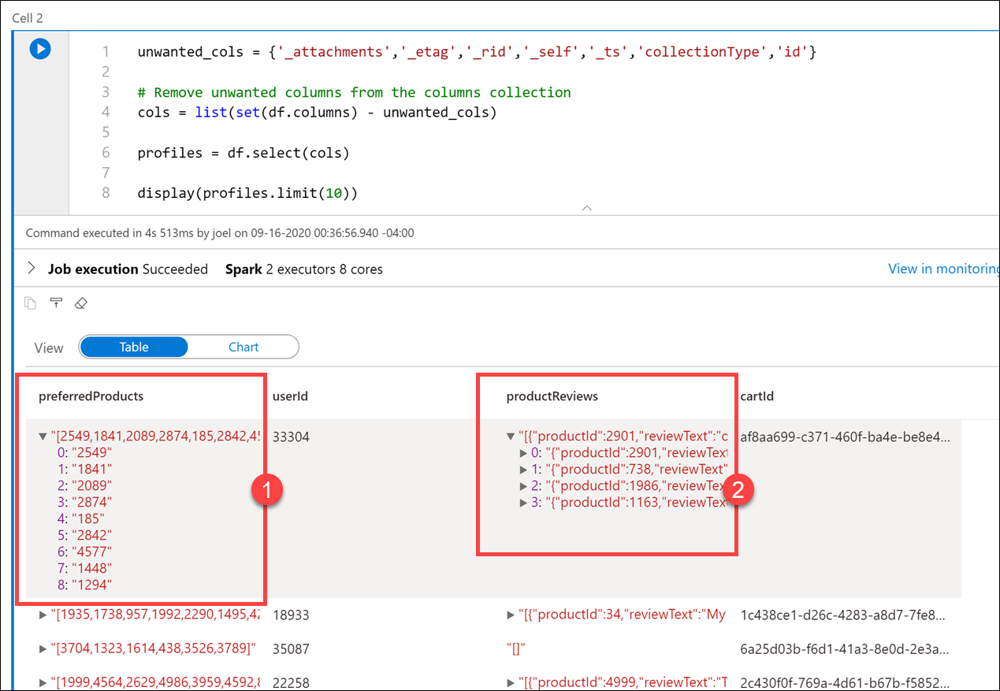 Cell 2
1 unwanted_cols = {'_attachments','_etag','_rid','_self','_ts','collectionType','id'}
2
3 # Remove unwanted columns from the columns collection
4 cols = list(set(df.columns) - unwanted_cols)
5
6 profiles = df.select(cols)
7
8 display(profiles.limit(10))
Command executed in 4s 513ms by joel on 09-16-2020 00:36:56.940 -04:00
Job execution Succeeded Spark 2 executors 8 cores View in monitoring
View Table Chart
preferredProducts userId productReviews cartId
"[2549,1841,2089,2874,185,2842,45 33304 "[{"productId":2901,"reviewText":"c af8aa699-c371-460f-ba4e-be8e4...
0: "2549" 0: "{"productId":2901,"reviewTex
1: "1841" 1: "{"productId":738,"reviewText"
2: "2089" 2: "{"productId":1986,"reviewTex
3: "2874" 3: "{"productId":1163,"reviewTex
1 2
4: "185"
5: "2842"
6: "4577"
7: "1448"
8: "1294"
"[1935,1738,957,1992,2290,1495,42 18933 "[{"productId":34,"reviewText":"My 1c438ce1-d26c-4283-a8d7-7fe8...
"[3704,1323,1614,438,3526,3789]" 35087 "[]" 6a25d03b-f6d1-41a3-8e0d-2e3a...
"[1999,4564,2629,4986,3959,4592,8 22258 "[{"productId":4999,"reviewText":"T 2c430f0f-769a-4d61-b67b-f5852...